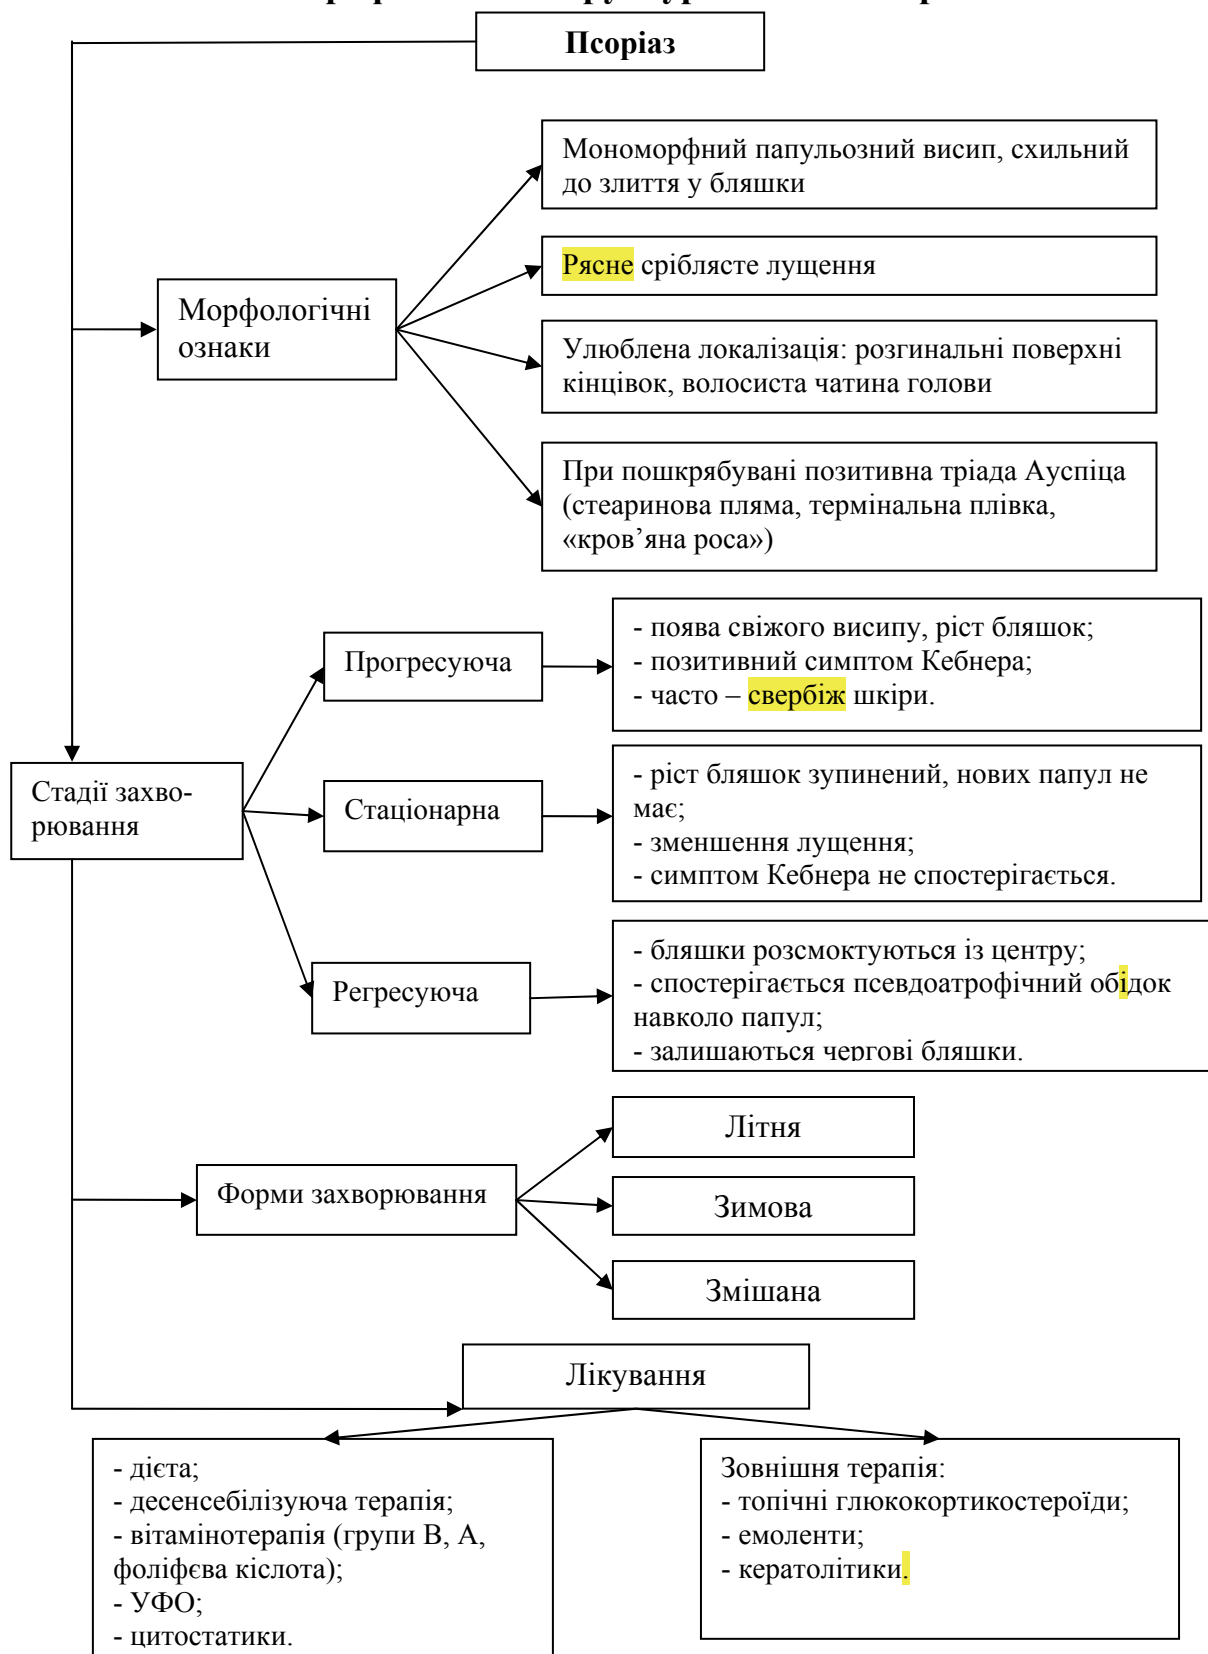 Псоріаз
Мономорфний папульозний висип, схильний
до злиття у бляшки
Рясне сріблясте лущення
Морфологічні
ознаки
Улюблена локалізація: розгинальні поверхні
кінцівок, волосиста чатина голови
При пошкрябувані позитивна тріада Ауспіца
(стеаринова пляма, термінальна плівка,
«кров’яна роса»)
Стадії захво-
рювання
Прогресуюча
- поява свіжого висипу, ріст бляшок;
- позитивний симптом Кебнера;
- часто – свербіж шкіри.
Стаціонарна
- ріст бляшок зупинений, нових папул не
має;
- зменшення лущення;
- симптом Кебнера не спостерігається.
Регресуюча
- бляшки розсмоктуються із центру;
- спостерігається псевдоатрофічний обідок
навколо папул;
- залишаються чергові бляшки.
Форми захворювання
Літня
Зимова
Змішана
Лікування
- дієта;
- десенсебілізуюча терапія;
- вітамінотерапія (групи В, А,
фоліфєва кіслота);
- УФО;
- цитостатики.
Зовнішня терапія:
- топічні глюкокортикостероїди;
- емоленти;
- кератолітики.